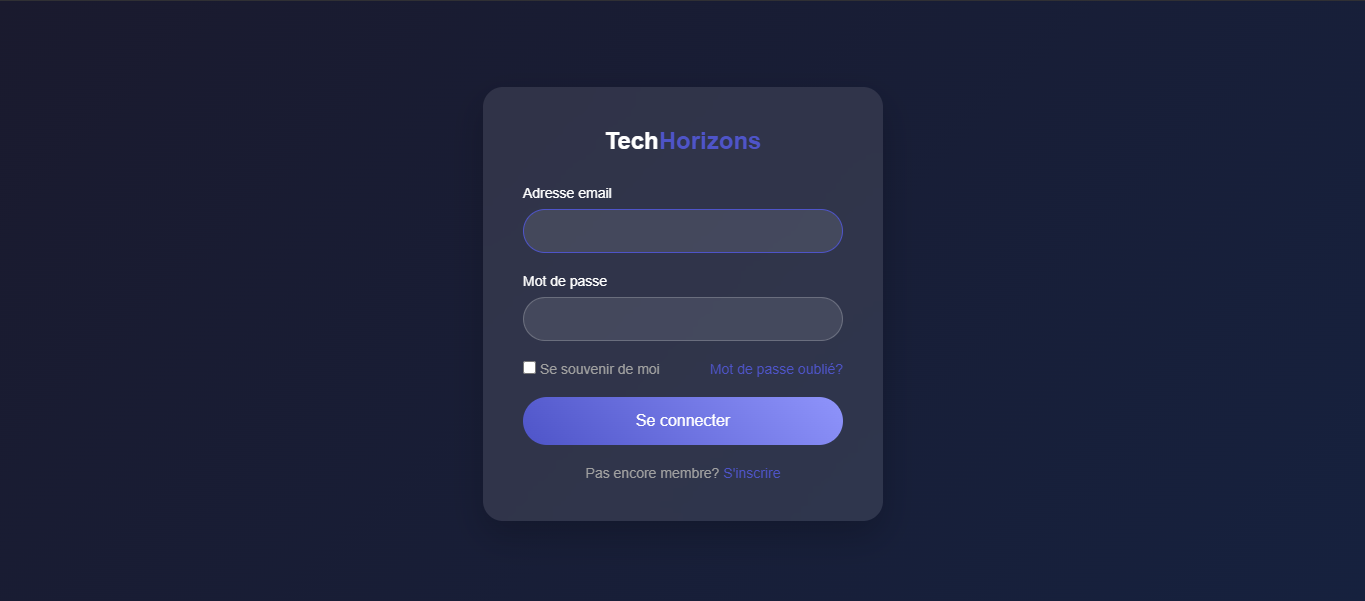 TechHorizons
Adresse email
Mot de passe
Se souvenir de moi Mot de passe oublié?
Se connecter
Pas encore membre? S'inscrire